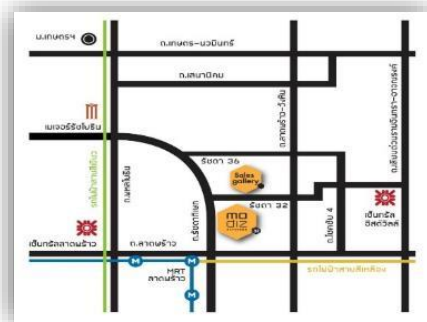 ม.เกษตรฯ
ถ.เกษตร-นวมินทร์
ถ.เสนานิคม
เมเจอร์รัชโยธิน
รถไฟฟ้าสายสีเขียว
ถ.พหลโยธิน
ถ.ลาดพร้าว-วังหิน
ถ.เลียบด่วนรามอินทรา-อาจณรงค์
รัชดา 36
Sales
gallery
รัชดา 32
mo
diz
ถ.รัชดาภิเษก
ถ.โชคชัย 4
เซ็นทรัล
อีสต์วิลล์
เซ็นทรัลลาดพร้าว
ถ.ลาดพร้าว
M
M
M
MRT
ลาดพร้าว
รถไฟฟ้าสายสีเหลือง